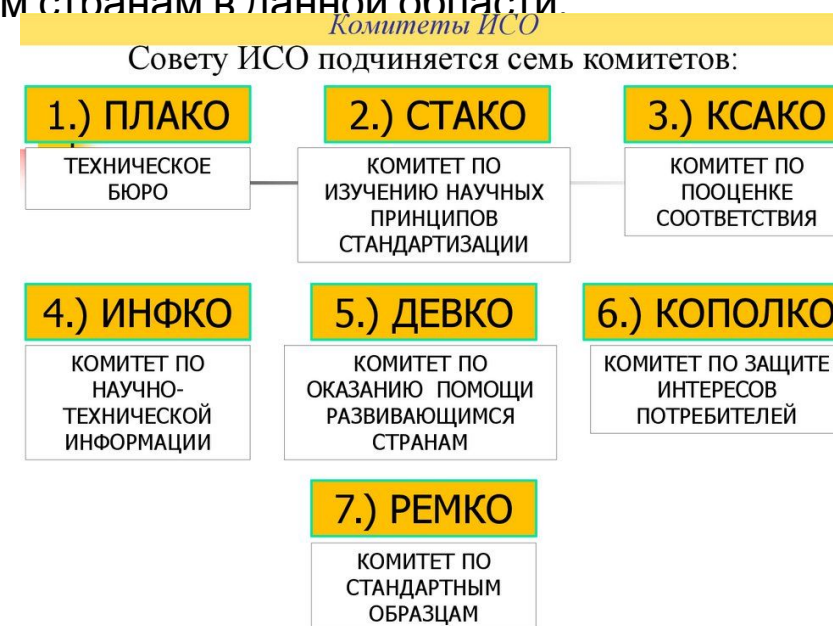 м странам в данной области.
Комитеты ИСО
Совету ИСО подчиняется семь комитетов:
1.) ПЛАКО
2.) СТАКО
3.) КСАКО
ТЕХНИЧЕСКОЕ
БЮРО
КОМИТЕТ ПО
ИЗУЧЕНИЮ НАУЧНЫХ
ПРИНЦИПОВ
СТАНДАРТИЗАЦИИ
КОМИТЕТ ПО
ПООЦЕНКЕ
СООТВЕТСТВИЯ
4.) ИНФКО
5.) ДЕВКО
6.) КОПОЛКО
КОМИТЕТ ПО
НАУЧНО-
ТЕХНИЧЕСКОЙ
ИНФОРМАЦИИ
КОМИТЕТ ПО
ОКАЗАНИЮ ПОМОЩИ
РАЗВИВАЮЩИМСЯ
СТРАНАМ
КОМИТЕТ ПО ЗАЩИТЕ
ИНТЕРЕСОВ
ПОТРЕБИТЕЛЕЙ
7.) РЕМКО
КОМИТЕТ ПО
СТАНДАРТНЫМ
ОБРАЗЦАМ